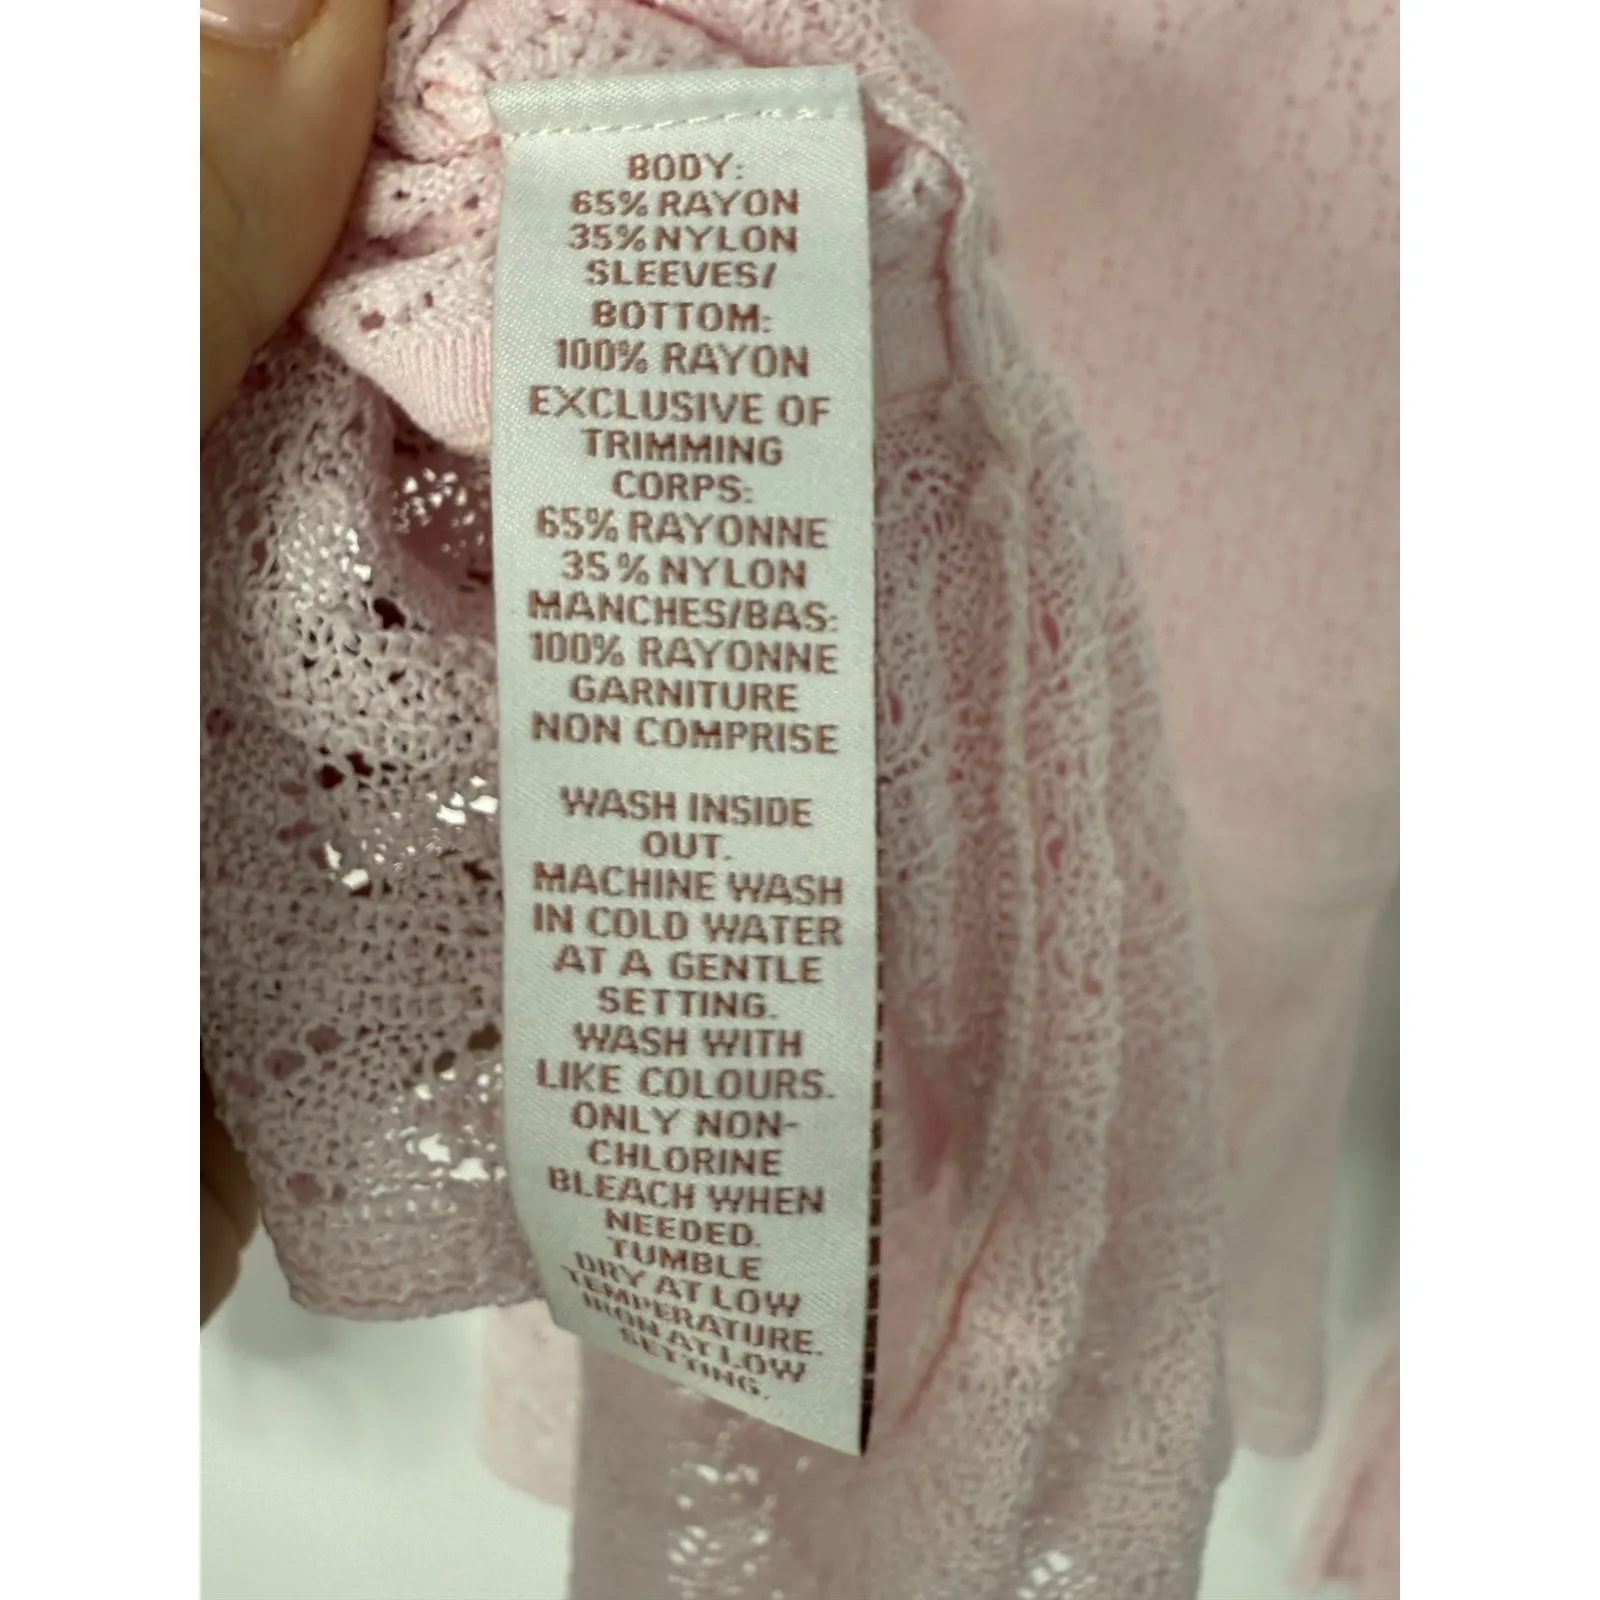 BODY:
65% RAYON
35% NYLON
SLEEVES/
BOTTOM:
100% RAYON
EXCLUSIVE OF
TRIMMING
CORPS:
65% RAYONNE
35% NYLON
MANCHES/BAS:
100% RAYONNE
GARNITURE
NON COMPRISE
WASH INSIDE
OUT.
MACHINE WASH
IN COLD WATER
AT A GENTLE
SETTING.
WASH WITH
LIKE COLOURS.
ONLY NON-
CHLORINE
BLEACH WHEN
NEEDED.
TUMBLE
DRY AT LOW
TEMPERATURE.
IRON AT LOW
SETTING.